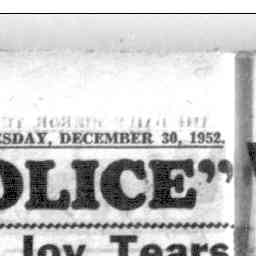 ESDAY, DECEMBER 30, 1952.
OLICE”
Joy Tears